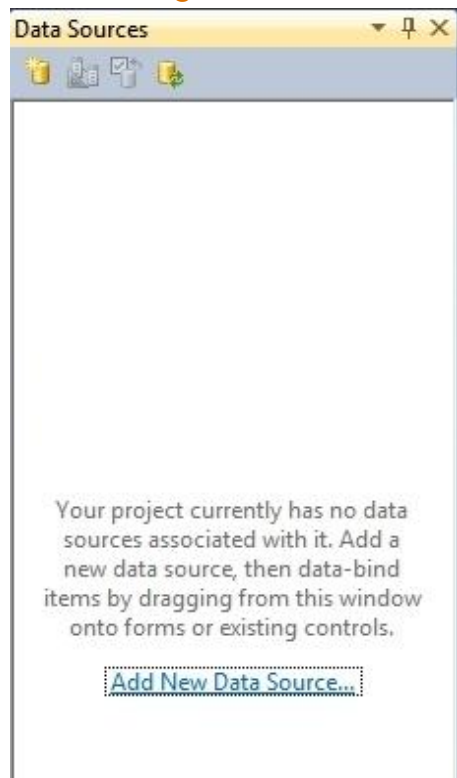 Data Sources
Your project currently has no data
sources associated with it. Add a
new data source, then data-bind
items by dragging from this window
onto forms or existing controls.
Add New Data Source...